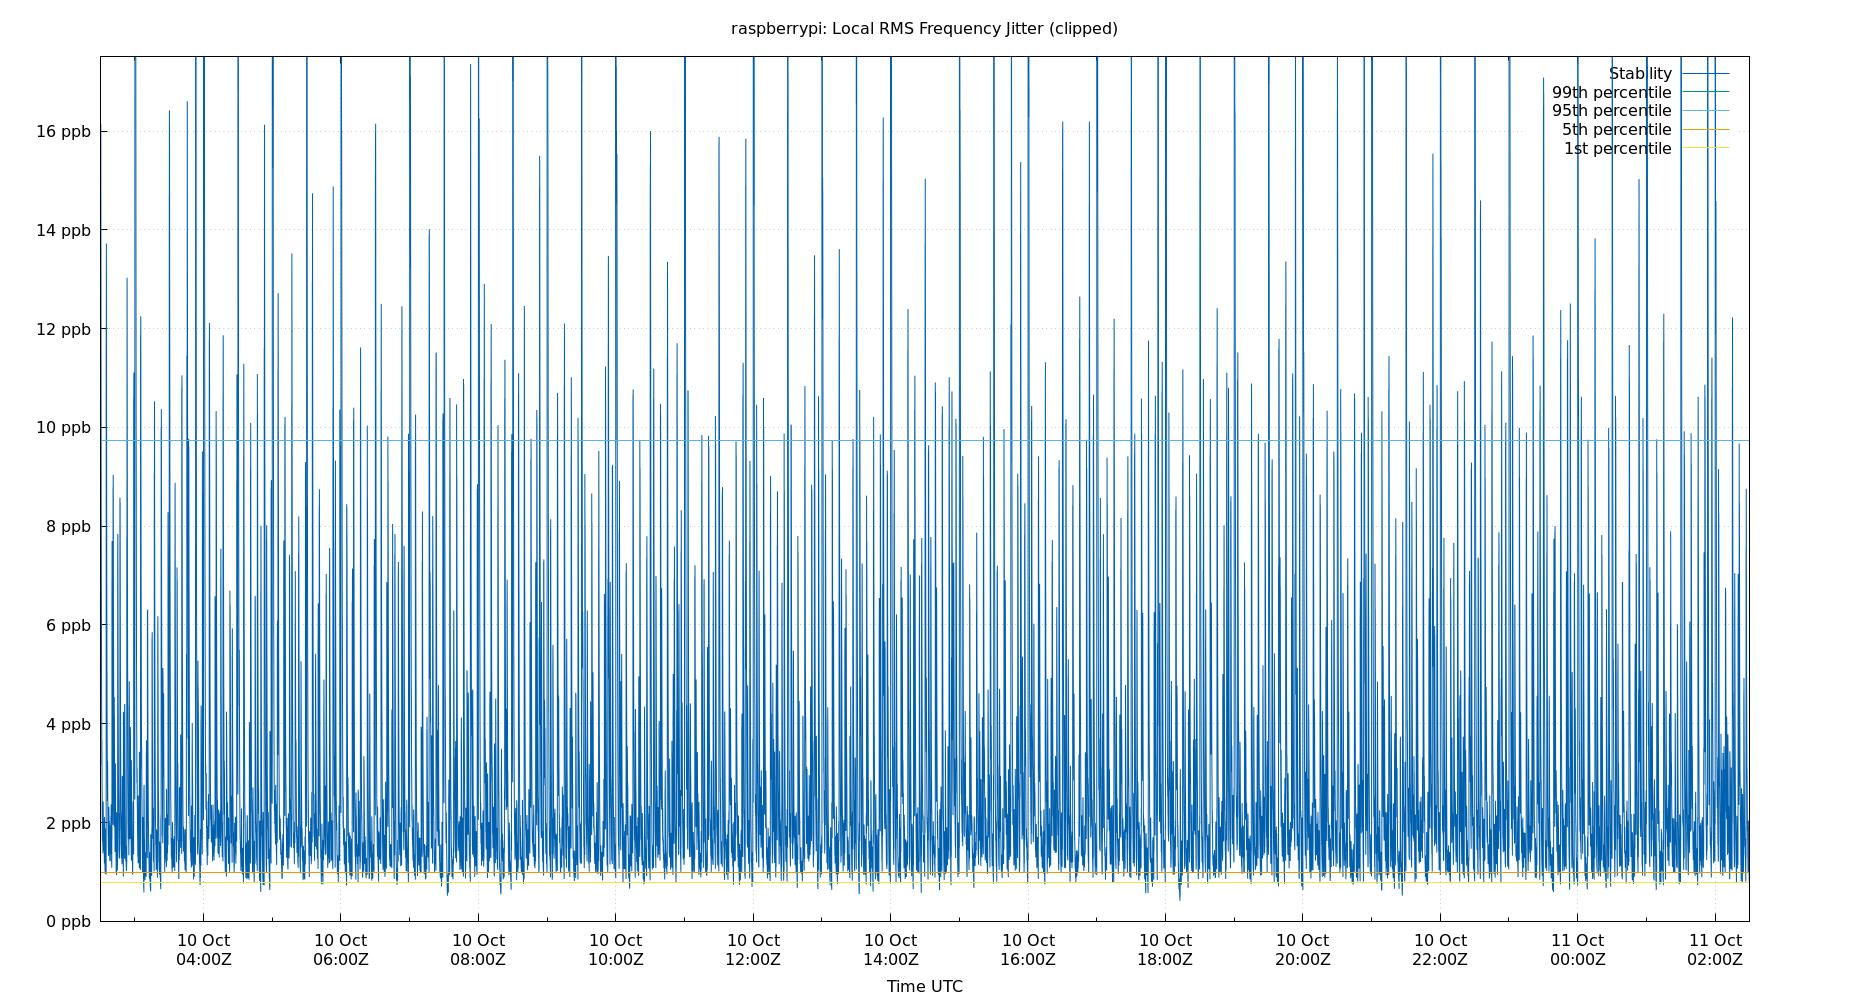 raspberrypi: Local RMS Frequency Jitter (clipped)
Stability
99th percentile
95th percentile
5th percentile
1st percentile
16 ppb
14 ppb
12 ppb
10 ppb
8 ppb
6 ppb
4 ppb
2 ppb
0 ppb
10 Oct 10 Oct 10 Oct 10 Oct 10 Oct 10 Oct 10 Oct 10 Oct 10 Oct 10 Oct 11 Oct 11 Oct
04:00Z 06:00Z 08:00Z 10:00Z 12:00Z 14:00Z 16:00Z 18:00Z 20:00Z 22:00Z 00:00Z 02:00Z
Time UTC